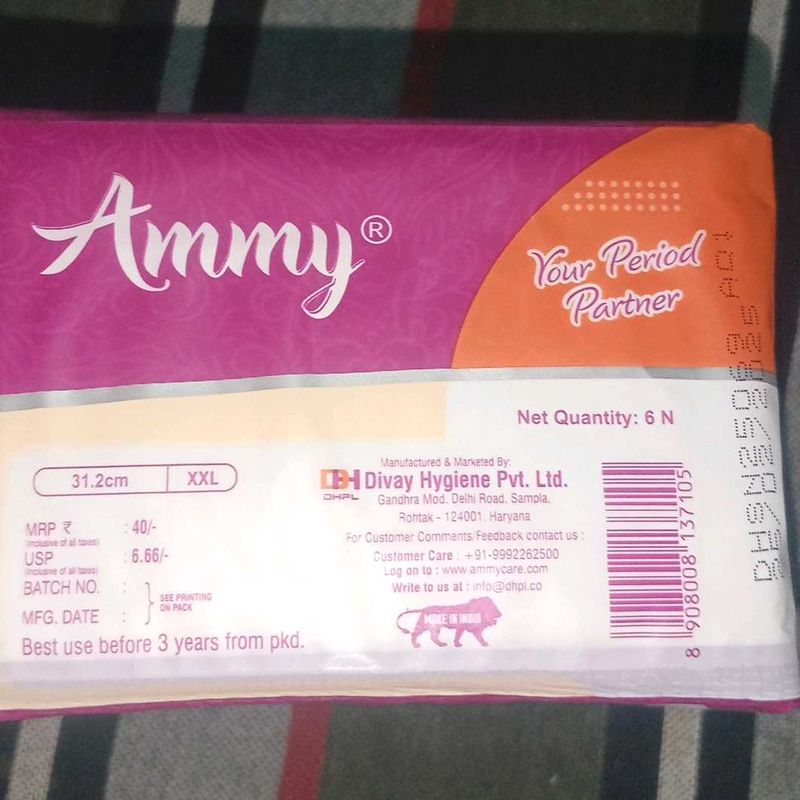 Ammy®
Your Period
Partner
Net Quantity: 6 N
31.2cm XXL
MRP ₹ : 40/-
(Inclusive of all taxes)
USP : 6.66/-
(Inclusive of all taxes)
BATCH NO. :
MFG. DATE :
SEE PRINTING
ON PACK
Best use before 3 years from pkd.
Manufactured & Marketed By:
DHPL
Divay Hygiene Pvt. Ltd.
Gandhra Mod, Delhi Road, Sampla,
Rohtak - 124001, Haryana
For Customer Comments/Feedback contact us :
Customer Care : +91-9992262500
Log on to : www.ammycare.com
Write to us at : info@dhpl.co
MAKE IN INDIA
8 908008 137105